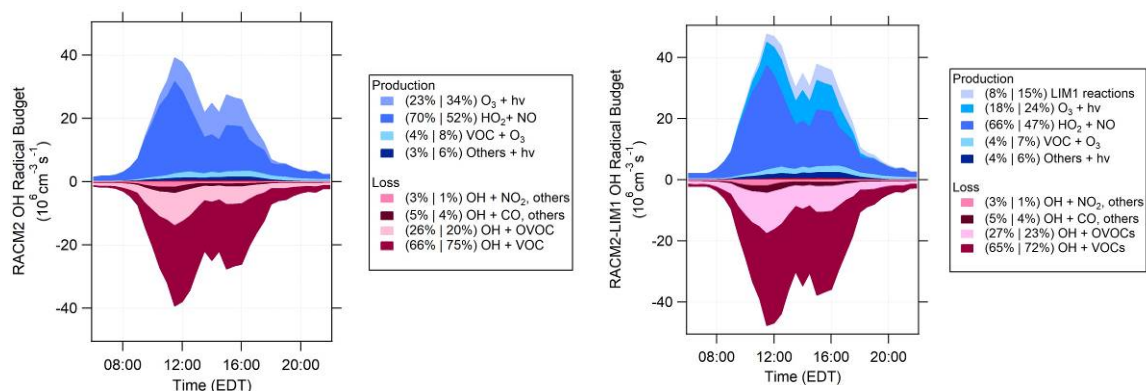 RACM2 OH Radical Budget
(10⁶ cm⁻³ s⁻¹)
40
20
0
-20
-40
08:00
12:00
16:00
20:00
Time (EDT)
Production
(23% | 34%) O₃ + hv
(70% | 52%) HO₂+ NO
(4% | 8%) VOC + O₃
(3% | 6%) Others + hv
Loss
(3% | 1%) OH + NO₂, others
(5% | 4%) OH + CO, others
(26% | 20%) OH + OVOC
(66% | 75%) OH + VOC
RACM2-LIM1 OH Radical Budget
(10⁶ cm⁻³ s⁻¹)
40
20
0
-20
-40
08:00
12:00
16:00
20:00
Time (EDT)
Production
(8% | 15%) LIM1 reactions
(18% | 24%) O₃ + hv
(66% | 47%) HO₂ + NO
(4% | 7%) VOC + O₃
(4% | 6%) Others + hv
Loss
(3% | 1%) OH + NO₂, others
(5% | 4%) OH + CO, others
(27% | 23%) OH + OVOCs
(65% | 72%) OH + VOCs